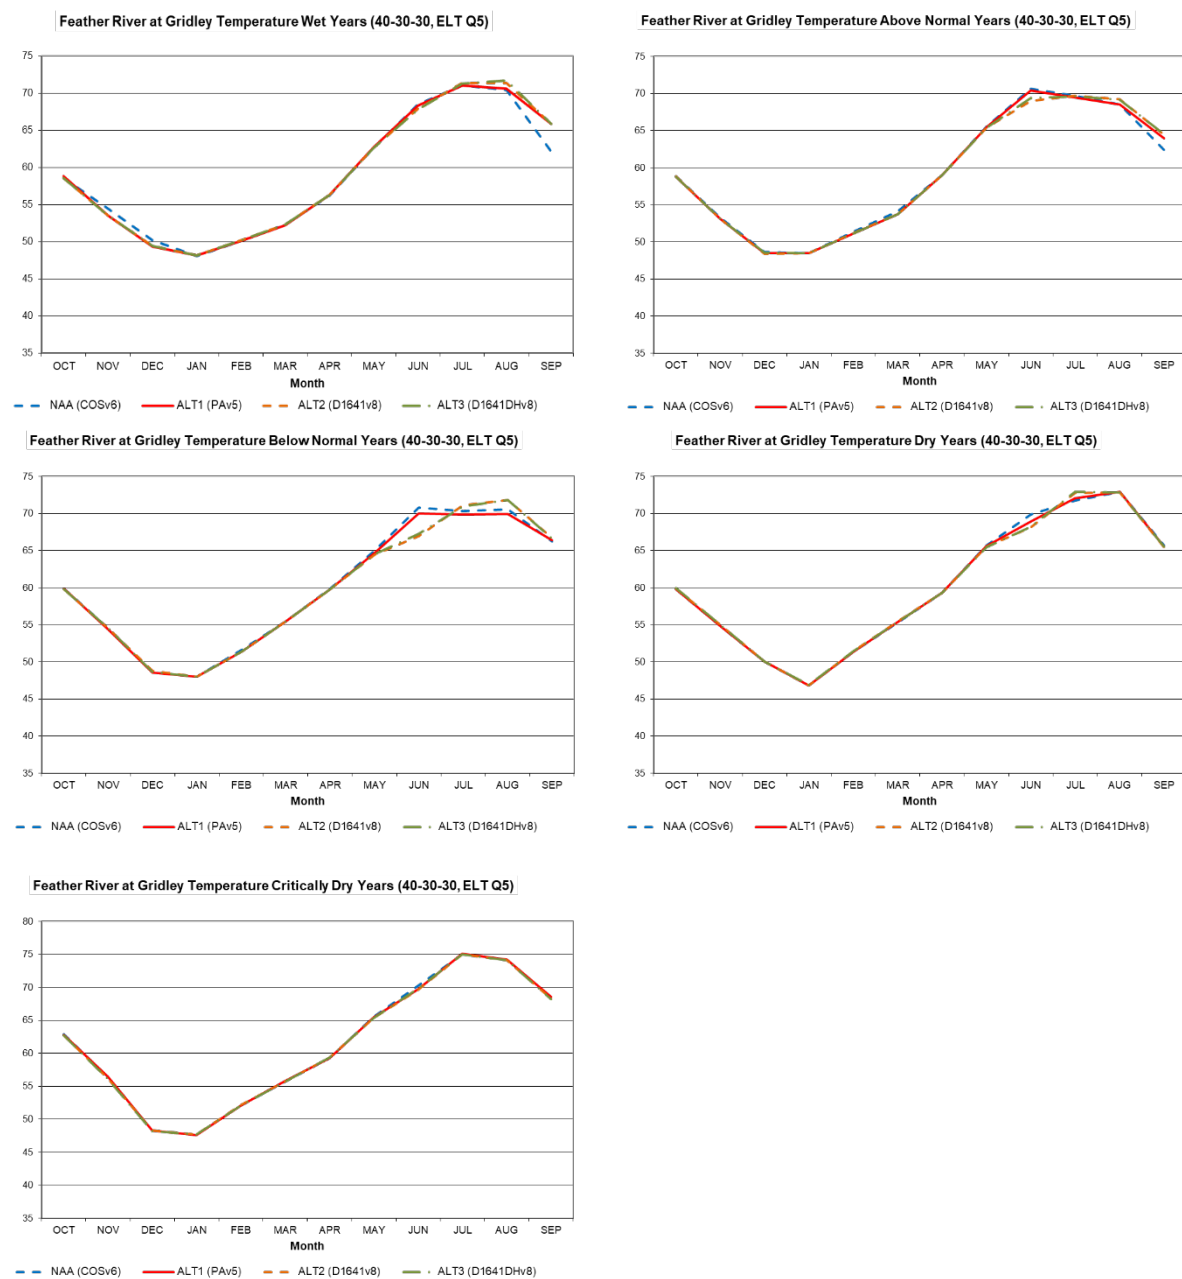 Feather River at Gridley Temperature Wet Years (40-30-30, ELT Q5)
75
70
65
60
55
50
45
40
35
OCT NOV DEC JAN FEB MAR APR MAY JUN JUL AUG SEP
Month
NAA (COSv6) ALT1 (PAv5) ALT2 (D1641v8) ALT3 (D1641DHv8)
Feather River at Gridley Temperature Above Normal Years (40-30-30, ELT Q5)
75
70
65
60
55
50
45
40
35
OCT NOV DEC JAN FEB MAR APR MAY JUN JUL AUG SEP
Month
NAA (COSv6) ALT1 (PAv5) ALT2 (D1641v8) ALT3 (D1641DHv8)
Feather River at Gridley Temperature Below Normal Years (40-30-30, ELT Q5)
75
70
65
60
55
50
45
40
35
OCT NOV DEC JAN FEB MAR APR MAY JUN JUL AUG SEP
Month
NAA (COSv6) ALT1 (PAv5) ALT2 (D1641v8) ALT3 (D1641DHv8)
Feather River at Gridley Temperature Dry Years (40-30-30, ELT Q5)
75
70
65
60
55
50
45
40
35
OCT NOV DEC JAN FEB MAR APR MAY JUN JUL AUG SEP
Month
NAA (COSv6) ALT1 (PAv5) ALT2 (D1641v8) ALT3 (D1641DHv8)
Feather River at Gridley Temperature Critically Dry Years (40-30-30, ELT Q5)
80
75
70
65
60
55
50
45
40
35
OCT NOV DEC JAN FEB MAR APR MAY JUN JUL AUG SEP
Month
NAA (COSv6) ALT1 (PAv5) ALT2 (D1641v8) ALT3 (D1641DHv8)